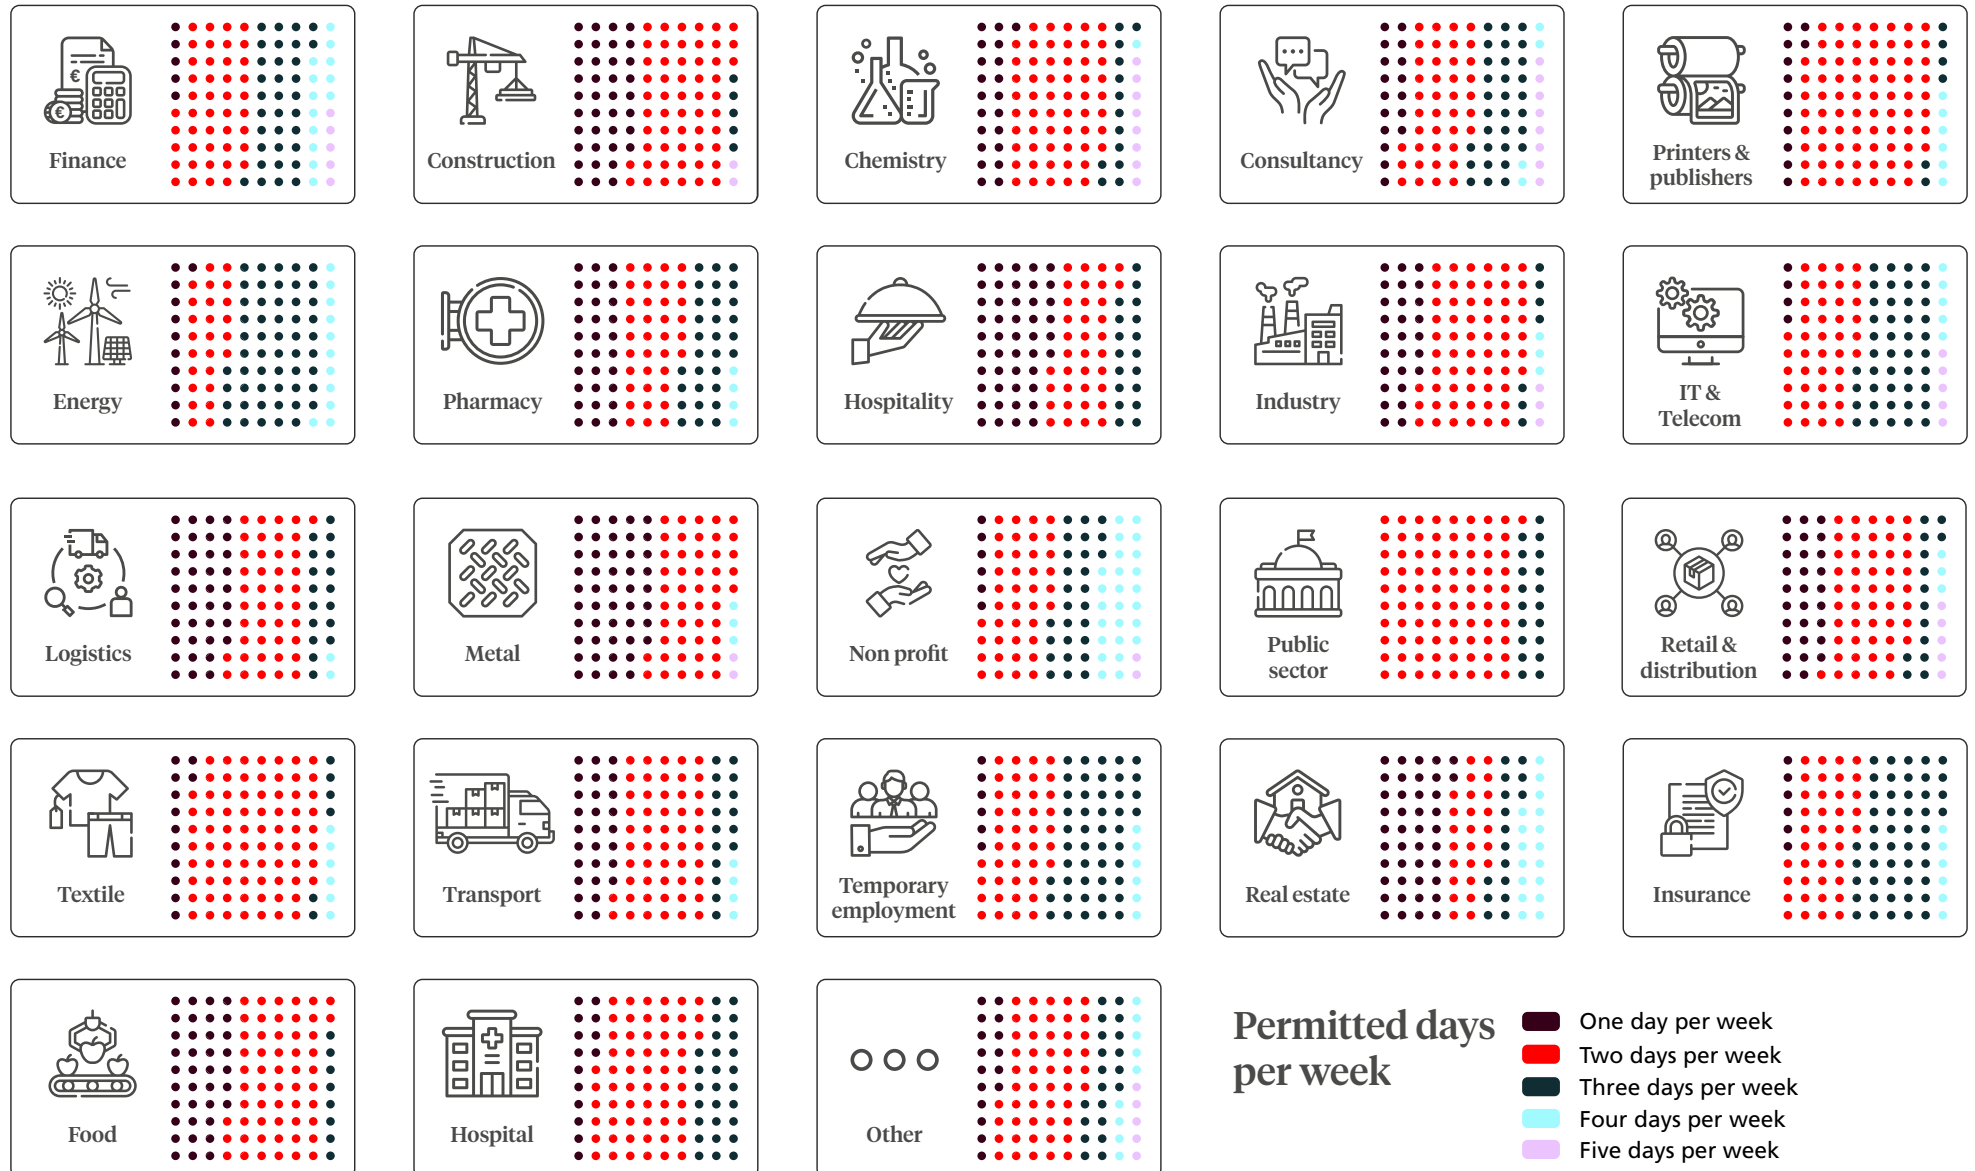 Finance
Construction
Chemistry
Consultancy
Printers &
publishers
Energy
Pharmacy
Hospitality
Industry
IT &
Telecom
Logistics
Metal
Non profit
Public
sector
Retail &
distribution
Textile
Transport
Temporary
employment
Real estate
Insurance
Food
Hospital
Other
Permitted days
per week
One day per week
Two days per week
Three days per week
Four days per week
Five days per week